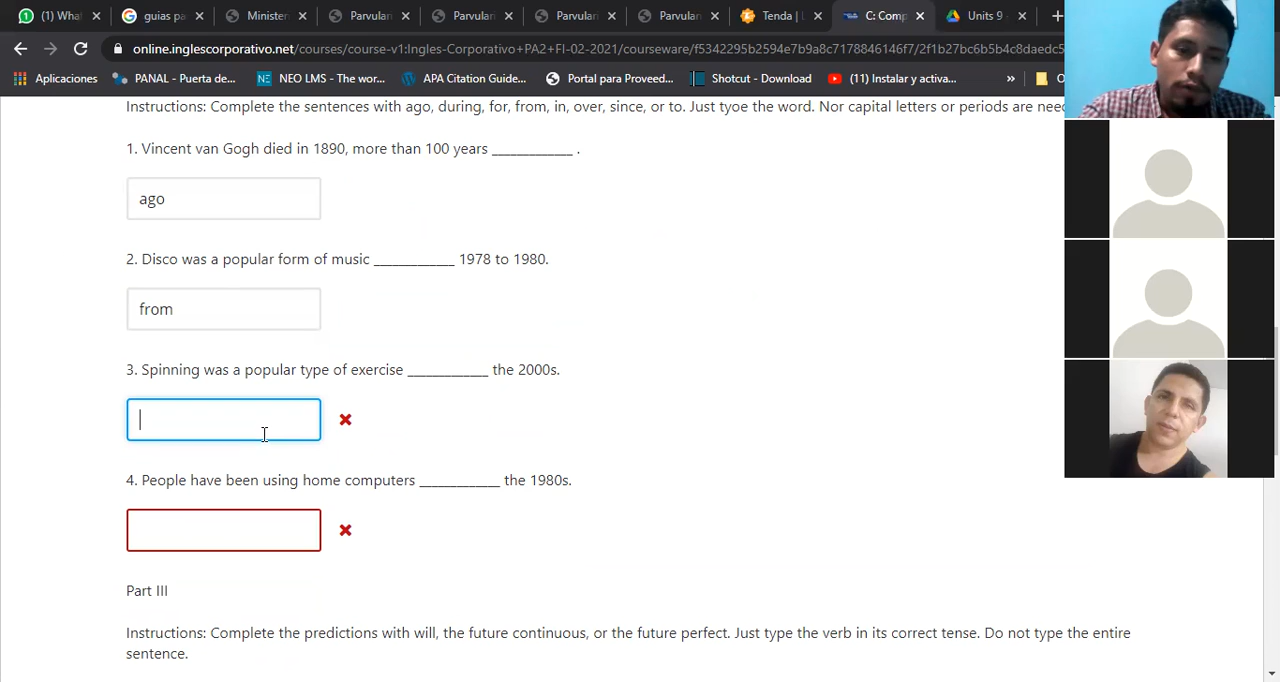 (1) Wha
guias pa
Minister
Parvular
Parvular
Parvular
Parvular
Tenda |
C: Comp
Units 9 -
online.inglescorporativo.net/courses/course-v1:Ingles-Corporativo+PA2+FI-02-2021/courseware/f5342295b2594e7b9a8c7178846146f7/2f1b27bc6b5b4c8daedc5
Aplicaciones
PANAL - Puerta de...
NEO LMS - The wor...
APA Citation Guide...
Portal para Proveed...
Shotcut - Download
(11) Instalar y activa...
»
Instructions: Complete the sentences with ago, during, for, from, in, over, since, or to. Just tyoe the word. Nor capital letters or periods are nee
1. Vincent van Gogh died in 1890, more than 100 years ____________ .
ago
2. Disco was a popular form of music ____________ 1978 to 1980.
from
3. Spinning was a popular type of exercise ____________ the 2000s.
4. People have been using home computers ____________ the 1980s.
Part III
Instructions: Complete the predictions with will, the future continuous, or the future perfect. Just type the verb in its correct tense. Do not type the entire
sentence.